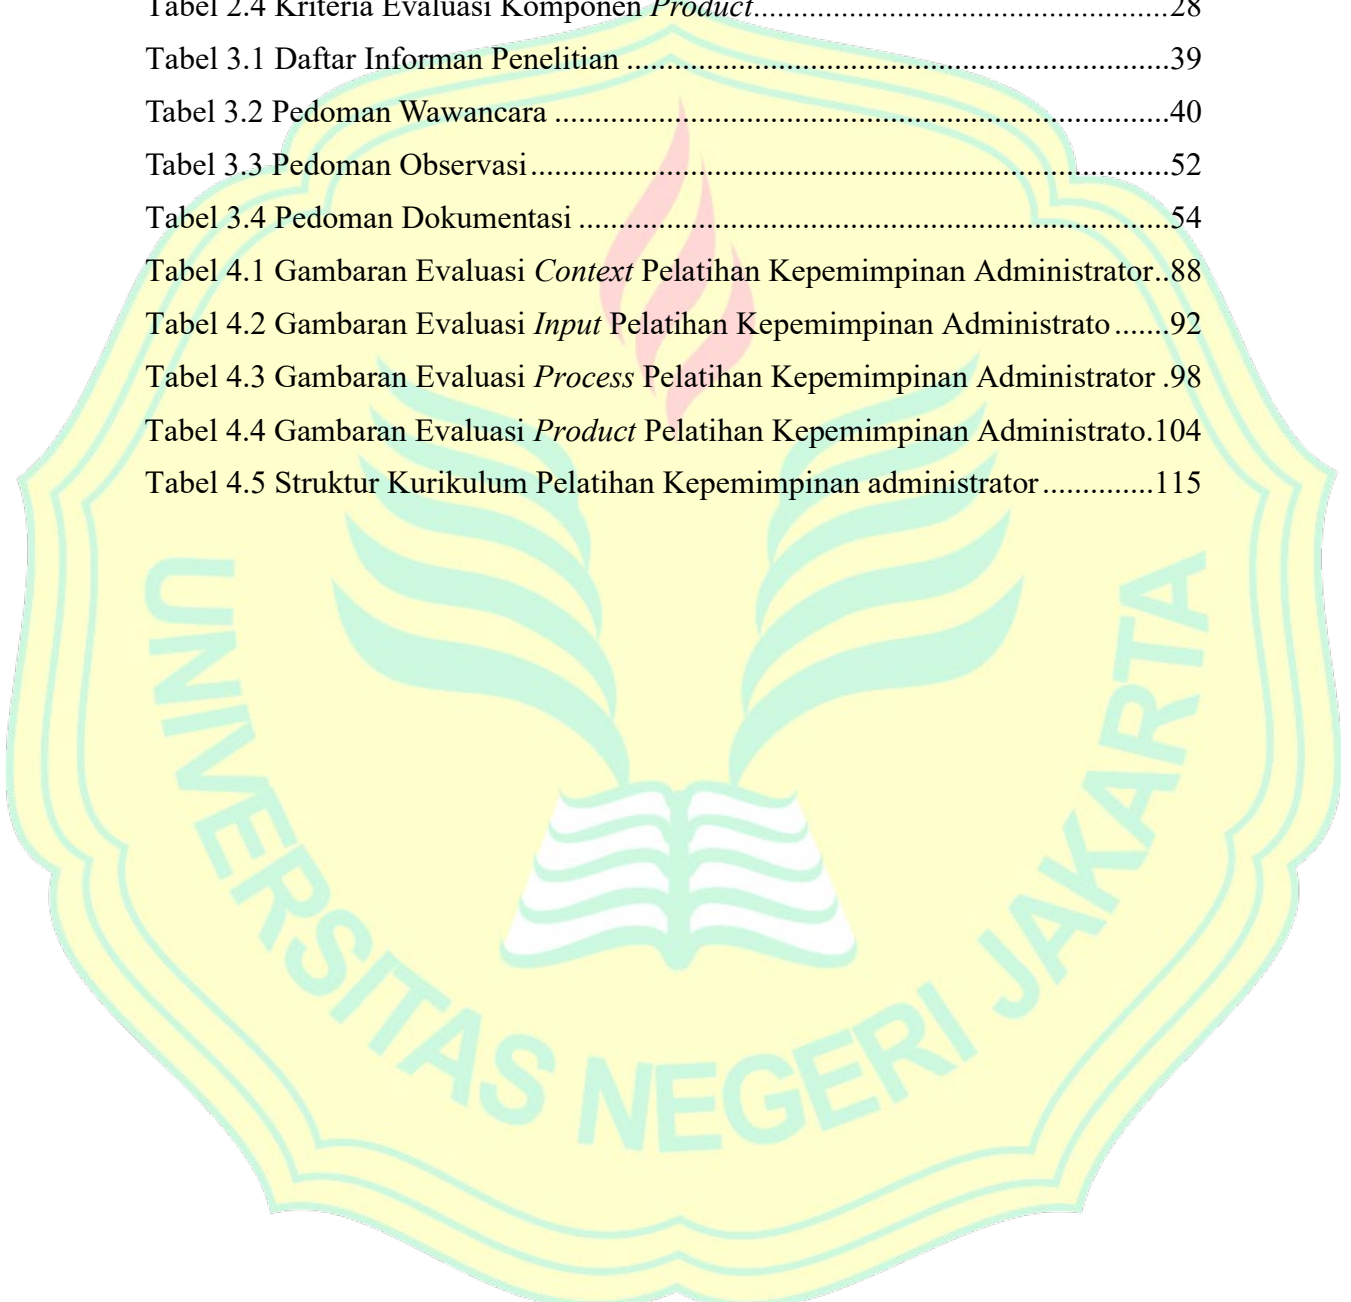 Tabel 2.4 Kriteria Evaluasi Komponen Product....................................................28
Tabel 3.1 Daftar Informan Penelitian ....................................................................39
Tabel 3.2 Pedoman Wawancara .............................................................................40
Tabel 3.3 Pedoman Observasi................................................................................52
Tabel 3.4 Pedoman Dokumentasi ..........................................................................54
Tabel 4.1 Gambaran Evaluasi Context Pelatihan Kepemimpinan Administrator..88
Tabel 4.2 Gambaran Evaluasi Input Pelatihan Kepemimpinan Administrato.......92
Tabel 4.3 Gambaran Evaluasi Process Pelatihan Kepemimpinan Administrator .98
Tabel 4.4 Gambaran Evaluasi Product Pelatihan Kepemimpinan Administrato.104
Tabel 4.5 Struktur Kurikulum Pelatihan Kepemimpinan administrator..............115
UNIVERSITAS NEGERI JAKARTA